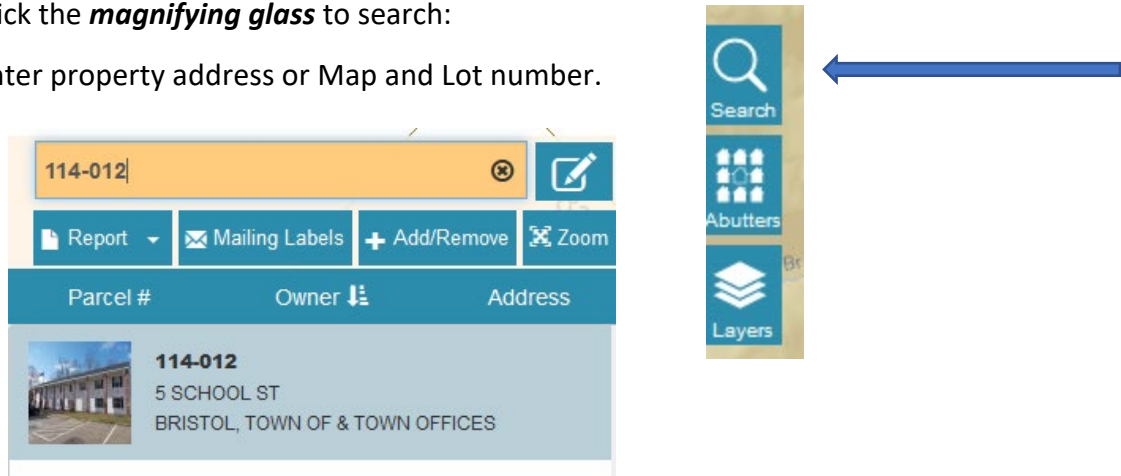 ick the magnifying glass to search:
nter property address or Map and Lot number.
Search
Abutters
Layers
114-012
Report Mailing Labels Add/Remove Zoom
Parcel # Owner Address
114-012
5 SCHOOL ST
BRISTOL, TOWN OF & TOWN OFFICES